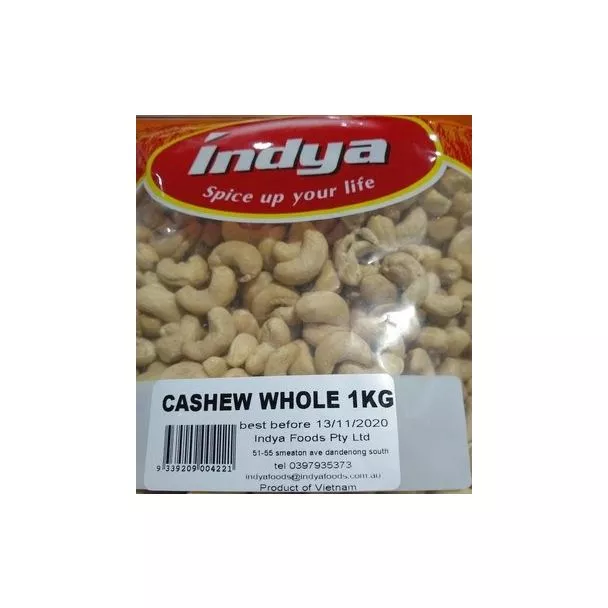 indya
Spice up your life
CASHEW WHOLE 1KG
best before 13/11/2020
Indya Foods Pty Ltd
51-55 smeaton ave dandenong south
tel 0397935373
indyafoods@indyafoods.com.au
Product of Vietnam
9 339209 004221